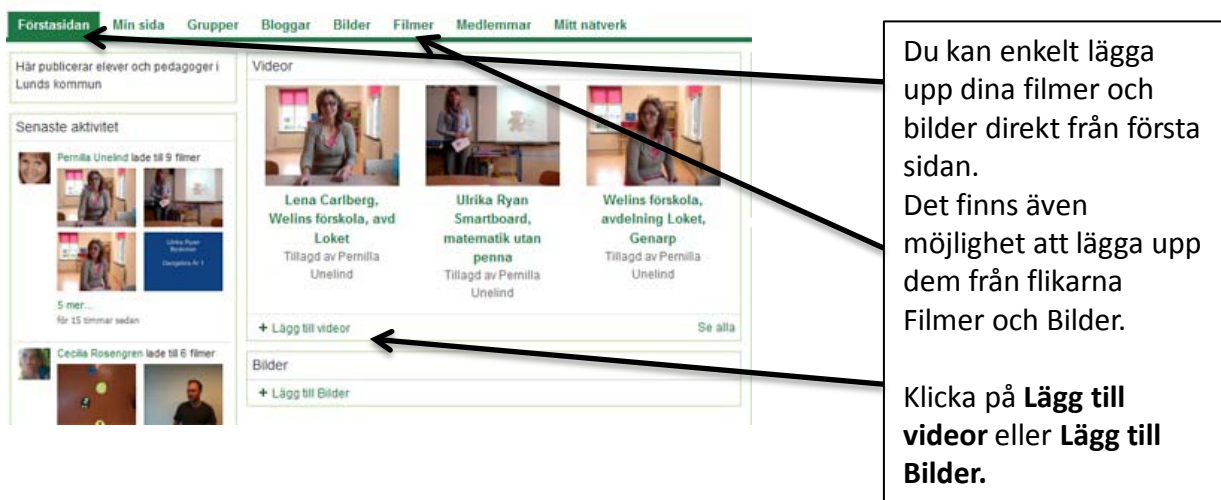 Förstasidan Min sida Grupper Bloggar Bilder Filmer Medlemmar Mitt nätverk
Här publicerar elever och pedagoger i
Lunds kommun
Senaste aktivitet
Pernilla Unelind lade till 9 filmer
Ulrika Ryan
5 mer...
för 15 timmar sedan
Cecilia Rosengren lade till 6 filmer
Videor
Lena Carlberg,
Welins förskola, avd
Loket
Tillagd av Pernilla
Unelind
Ulrika Ryan
Smartboard,
matematik utan
penna
Tillagd av Pernilla
Unelind
Welins förskola,
avdelning Loket,
Genarp
Tillagd av Pernilla
Unelind
+ Lägg till videor
Se alla
Bilder
+ Lägg till Bilder
Du kan enkelt lägga
upp dina filmer och
bilder direkt från första
sidan.
Det finns även
möjlighet att lägga upp
dem från flikarna
Filmer och Bilder.
Klicka på Lägg till
videor eller Lägg till
Bilder.